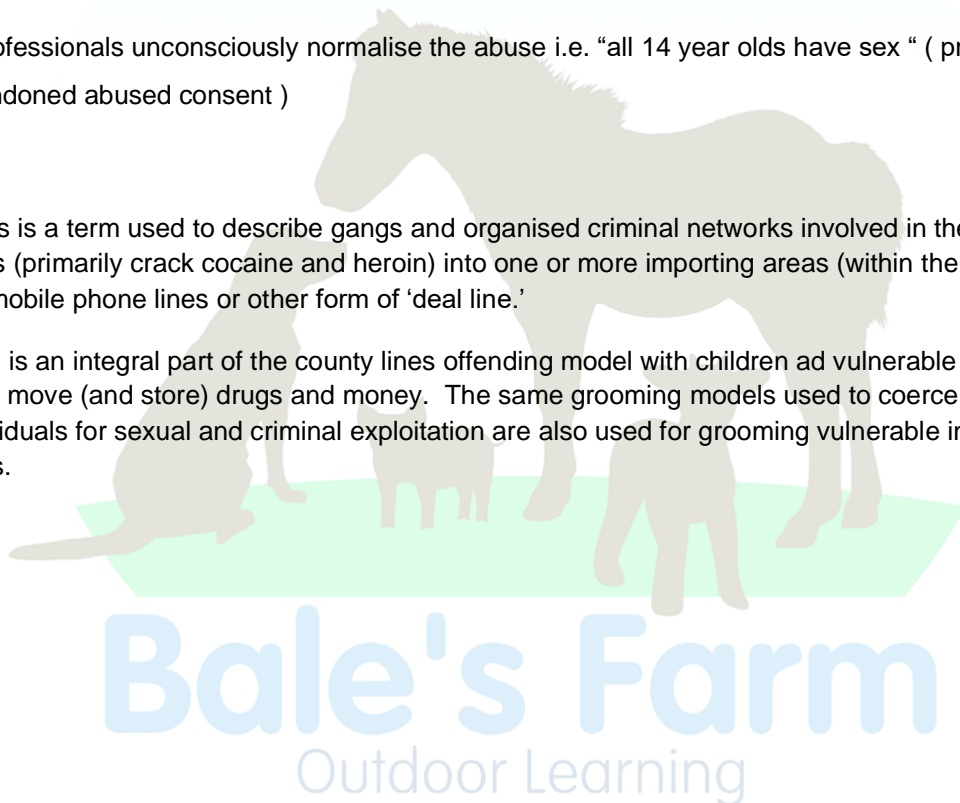 ofessionals unconsciously normalise the abuse i.e. “all 14 year olds have sex “ ( pr
ndoned abused consent )
s is a term used to describe gangs and organised criminal networks involved in the
s (primarily crack cocaine and heroin) into one or more importing areas (within the
mobile phone lines or other form of ‘deal line.’
is an integral part of the county lines offending model with children ad vulnerable
move (and store) drugs and money.  The same grooming models used to coerce
viduals for sexual and criminal exploitation are also used for grooming vulnerable in
s.
Bale's Farm
Outdoor Learning